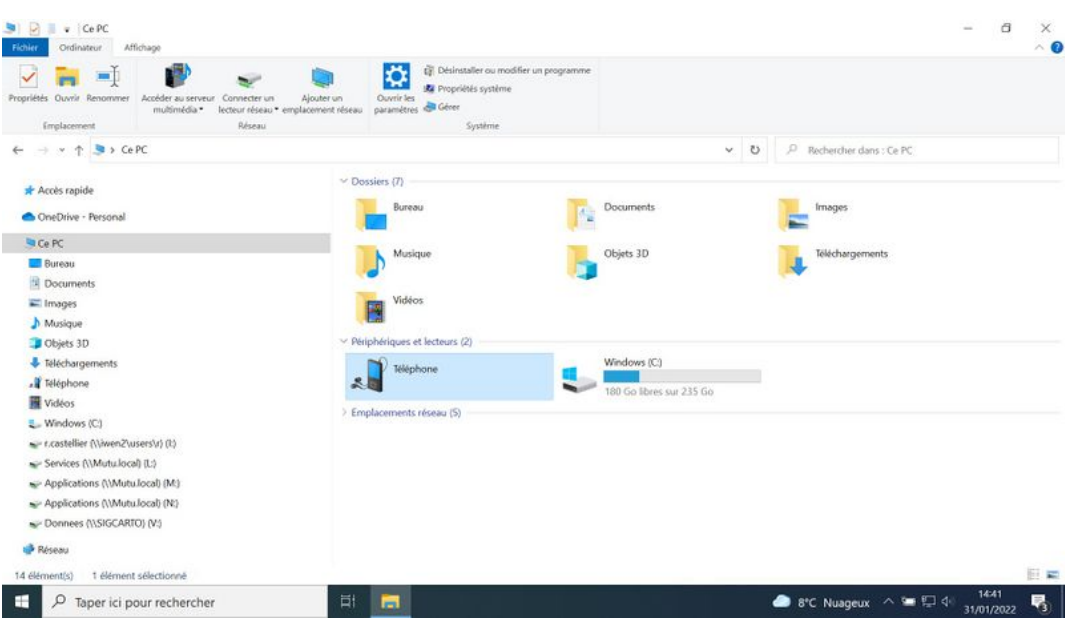 Ce PC
Fichier Ordinateur Affichage
Propriétés Ouvrir Renommer
Accéder au serveur multimédia
Connecter un lecteur réseau
Ajouter un emplacement réseau
Ouvrir les paramètres
Désinstaller ou modifier un programme
Propriétés système
Gérer
Emplacement Réseau Système
Ce PC
Rechercher dans : Ce PC
Accès rapide
OneDrive - Personal
Ce PC
Bureau
Documents
Images
Musique
Objets 3D
Téléchargements
Téléphone
Vidéos
Windows (C:)
r.castellier (\\iwen2\users\r) (I:)
Services (\\Mutu.local) (L:)
Applications (\\Mutu.local) (M:)
Applications (\\Mutu.local) (N:)
Donnees (\\SIGCARTO) (V:)
Réseau
Dossiers (7)
Bureau Documents Images
Musique Objets 3D Téléchargements
Vidéos
Périphériques et lecteurs (2)
Téléphone
Windows (C:)
180 Go libres sur 235 Go
Emplacements réseau (5)
14 élément(s) 1 élément sélectionné
Taper ici pour rechercher
8°C Nuageux
14:41
31/01/2022
3